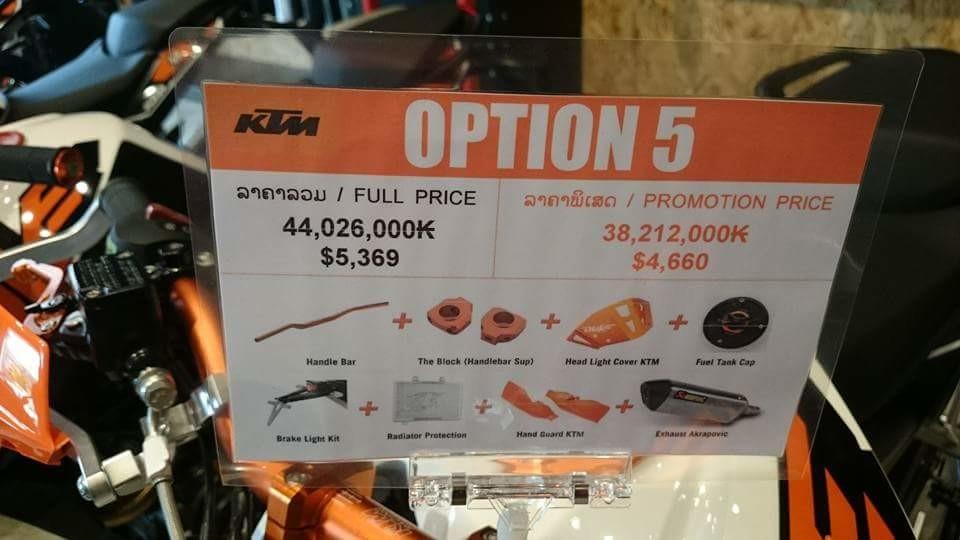 KTM
OPTION 5
ລາຄາລວມ / FULL PRICE
44,026,000₭
$5,369
ລາຄາພິເສດ / PROMOTION PRICE
38,212,000₭
$4,660
+ + +
Handle Bar
The Block (Handlebar Sup)
Head Light Cover KTM
Fuel Tank Cap
+ + +
Brake Light Kit
Radiator Protection
Hand Guard KTM
Exhaust Akrapovic